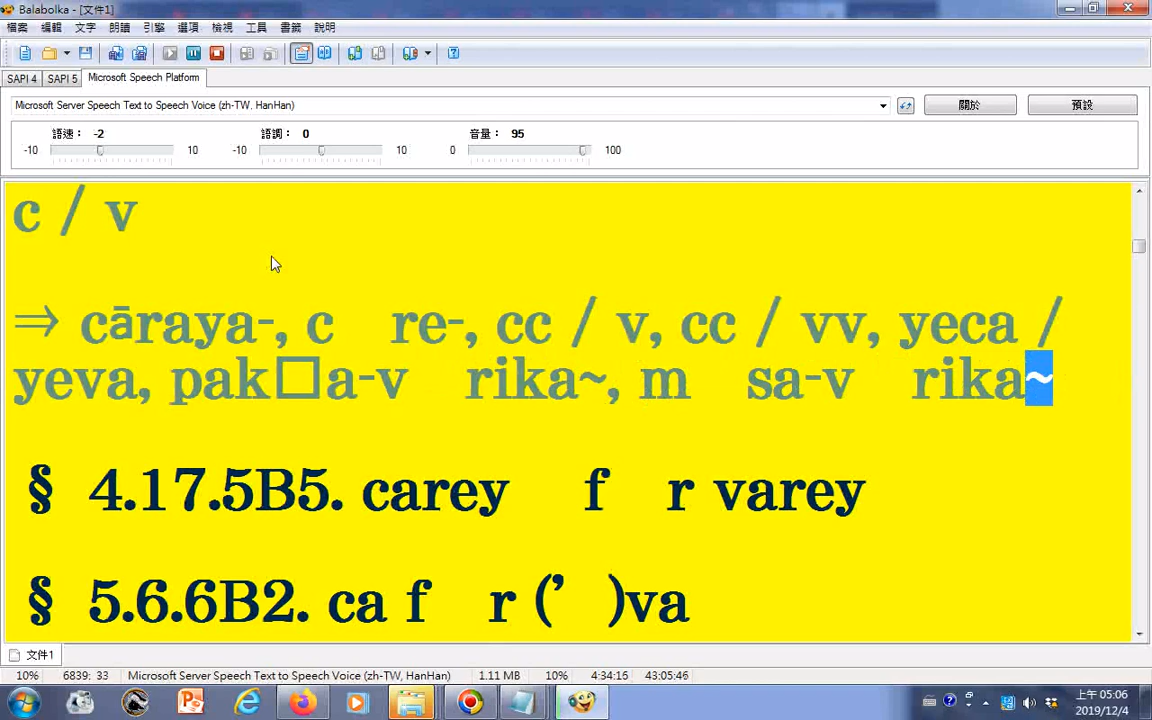 Balabolka - [文件1]
檔案 編輯 文字 朗讀 引擎 選項 檢視 工具 書籤 說明
SAPI 4 SAPI 5 Microsoft Speech Platform
Microsoft Server Speech Text to Speech Voice (zh-TW, HanHan) 關於 預設
語速： -2 語調： 0 音量： 95
-10 10 -10 10 0 100
c / v
⇒ cāraya-, c re-, cc / v, cc / vv, yeca /
yeva, pak□a-v rika~, m sa-v rika~
§ 4.17.5B5. carey f r varey
§ 5.6.6B2. ca f r (’ )va
文件1
10% 6839: 33 Microsoft Server Speech Text to Speech Voice (zh-TW, HanHan) 1.11 MB 10% 4:34:16 43:05:46
上午 05:06
2019/12/4